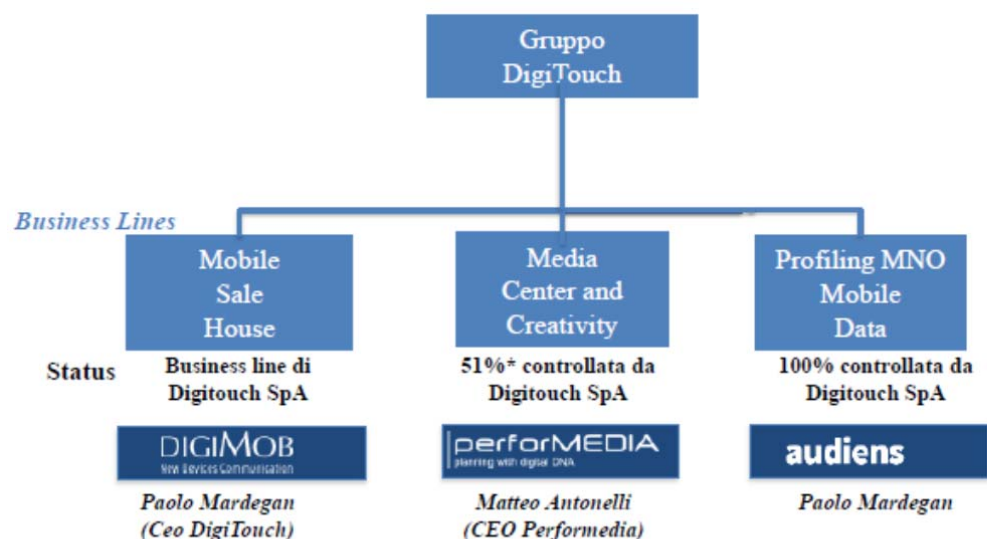 Gruppo
DigiTouch
Business Lines
Mobile
Sale
House
Media
Center and
Creativity
Profiling MNO
Mobile
Data
Status
Business line di
Digitouch SpA
51%* controllata da
Digitouch SpA
100% controllata da
Digitouch SpA
DIGIMOB
New Devices Communication
perforMEDIA
planning with digital DNA
audiens
Paolo Mardegan
(Ceo DigiTouch)
Matteo Antonelli
(CEO Performedia)
Paolo Mardegan